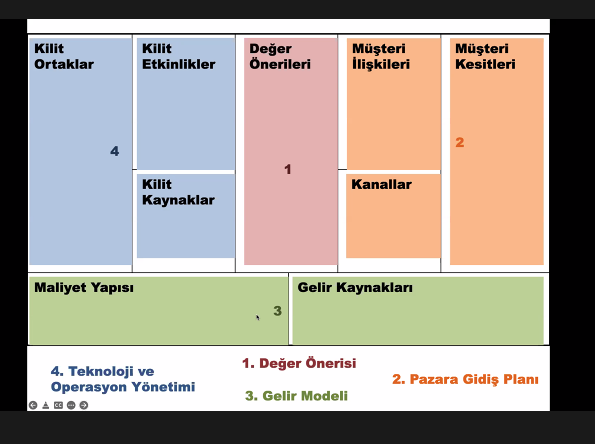 Kilit
Ortaklar
Kilit
Etkinlikler
Değer
Önerileri
Müşteri
İlişkileri
Müşteri
Kesitleri
4
1
2
Kilit
Kaynaklar
Kanallar
Maliyet Yapısı
3
Gelir Kaynakları
4. Teknoloji ve
Operasyon Yönetimi
1. Değer Önerisi
3. Gelir Modeli
2. Pazara Gidiş Planı